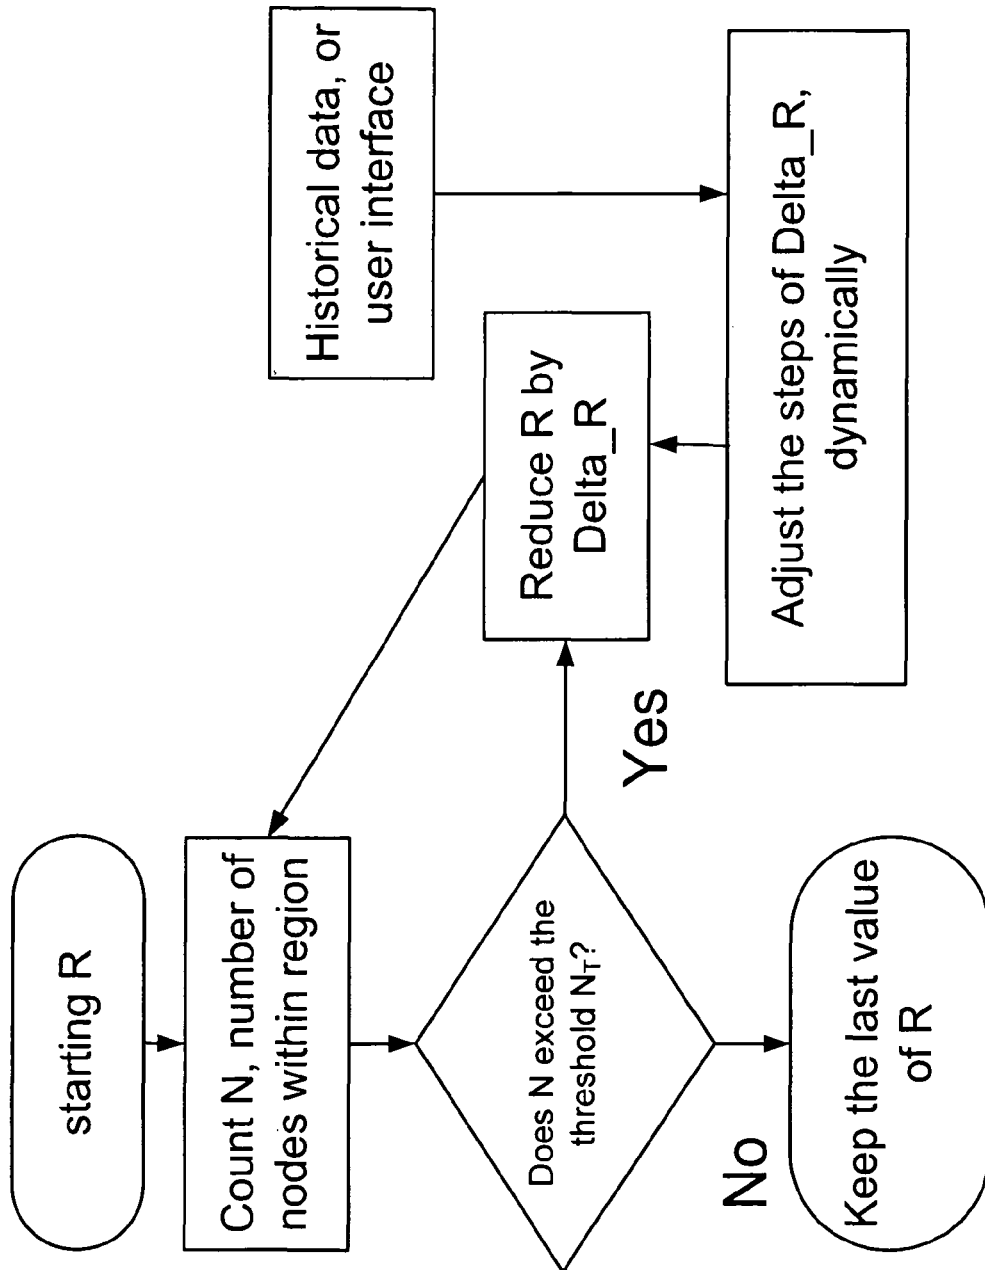 starting R
Count N, number of
nodes within region
Does N exceed the
threshold N_T?
Yes
No
Keep the last value
of R
Reduce R by
Delta_R
Historical data, or
user interface
Adjust the steps of Delta_R,
dynamically